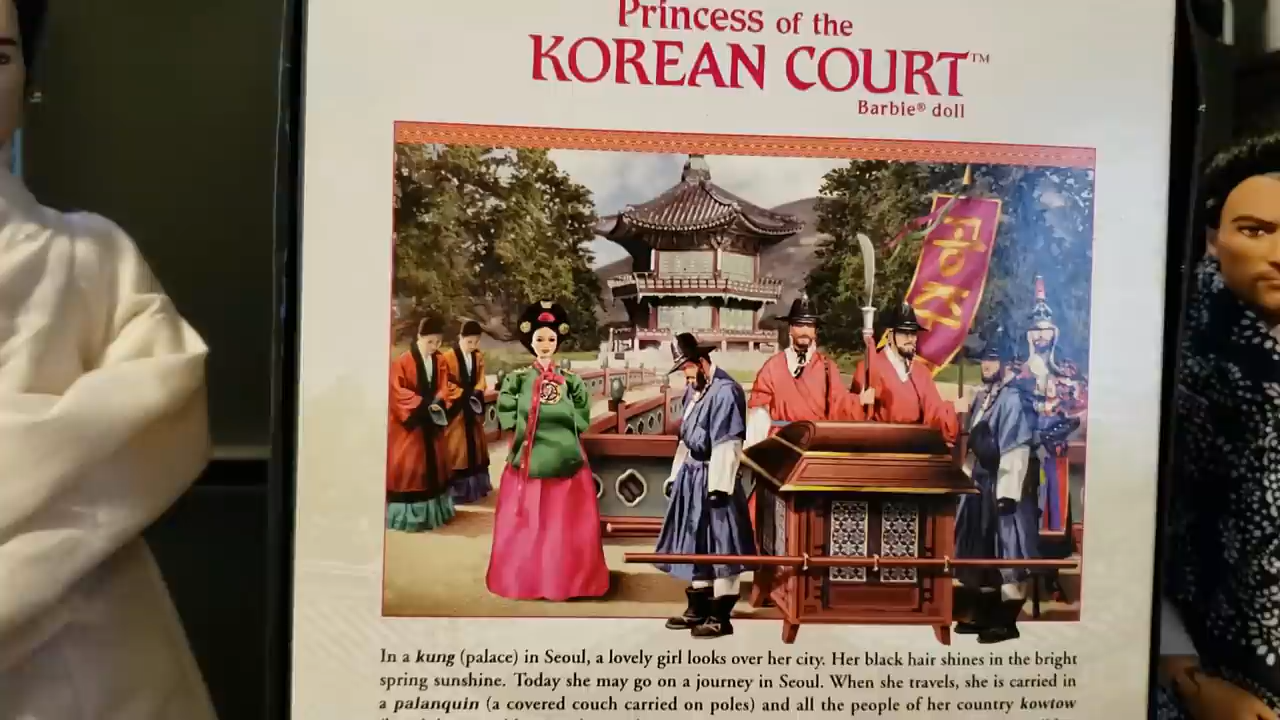 Princess of the
KOREAN COURT™
Barbie® doll
공주
In a kung (palace) in Seoul, a lovely girl looks over her city. Her black hair shines in the bright
spring sunshine. Today she may go on a journey in Seoul. When she travels, she is carried in
a palanquin (a covered couch carried on poles) and all the people of her country kowtow